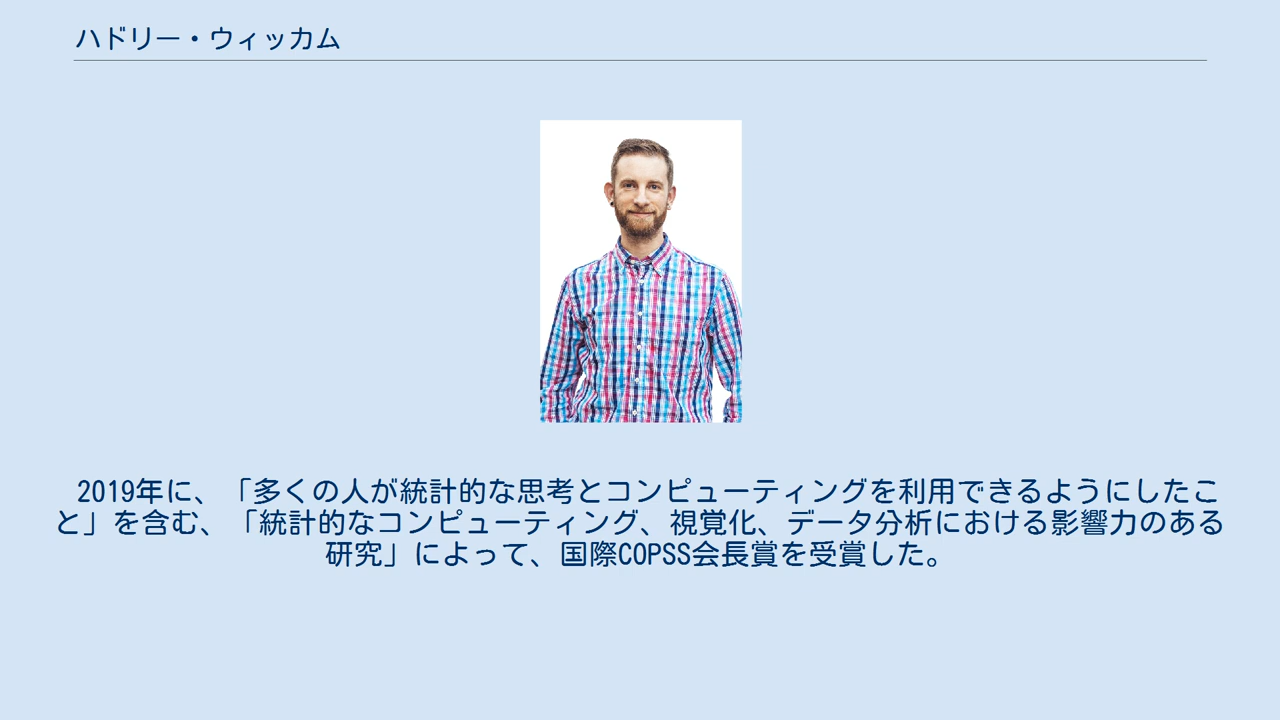 ハドリー・ウィッカム
2019年に、「多くの人が統計的な思考とコンピューティングを利用できるようにしたこ
と」を含む、「統計的なコンピューティング、視覚化、データ分析における影響力のある
研究」によって、国際COPSS会長賞を受賞した。